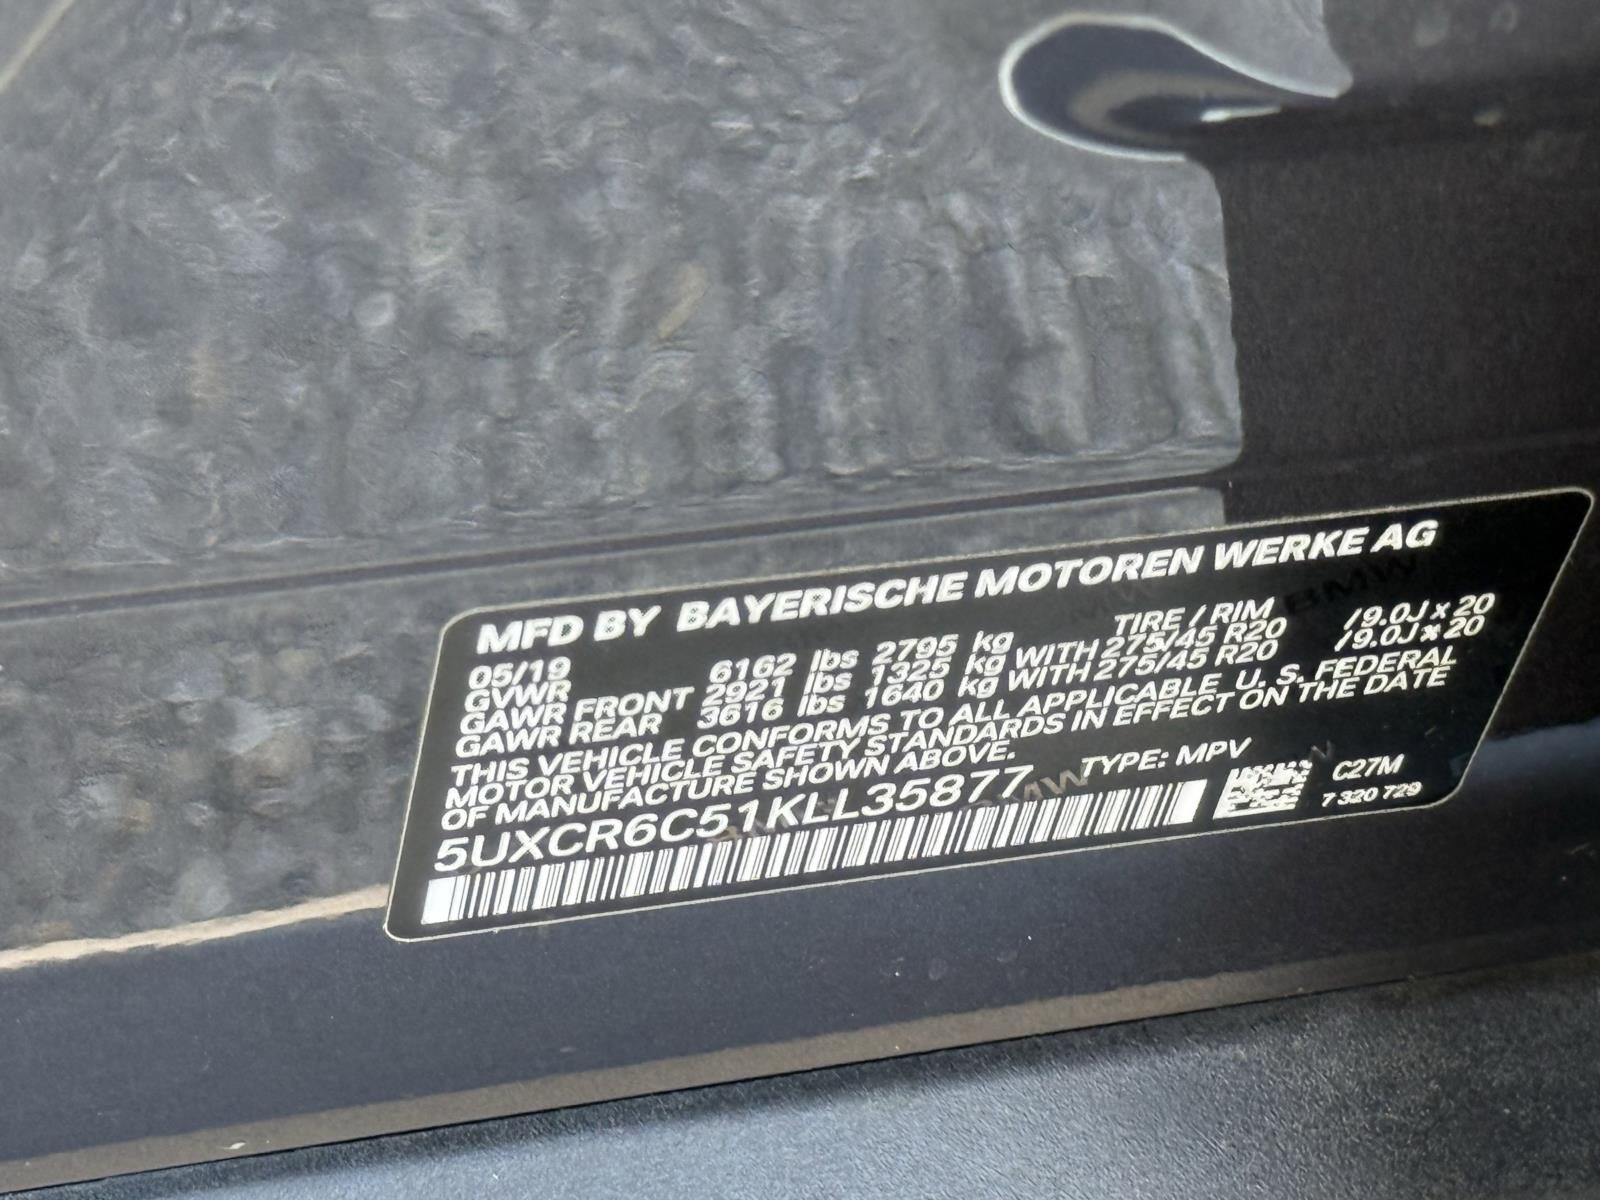 MFD BY BAYERISCHE MOTOREN WERKE AG
05/19 TIRE / RIM
GVWR 6162 lbs 2795 kg
GAWR FRONT 2921 lbs 1325 kg WITH 275/45 R20 /9.0J x 20
GAWR REAR 3616 lbs 1640 kg WITH 275/45 R20 /9.0J x 20
THIS VEHICLE CONFORMS TO ALL APPLICABLE U. S. FEDERAL
MOTOR VEHICLE SAFETY STANDARDS IN EFFECT ON THE DATE
OF MANUFACTURE SHOWN ABOVE.
5UXCR6C51KLL35877 TYPE: MPV
C27M
7 320 729
BMW
BMW